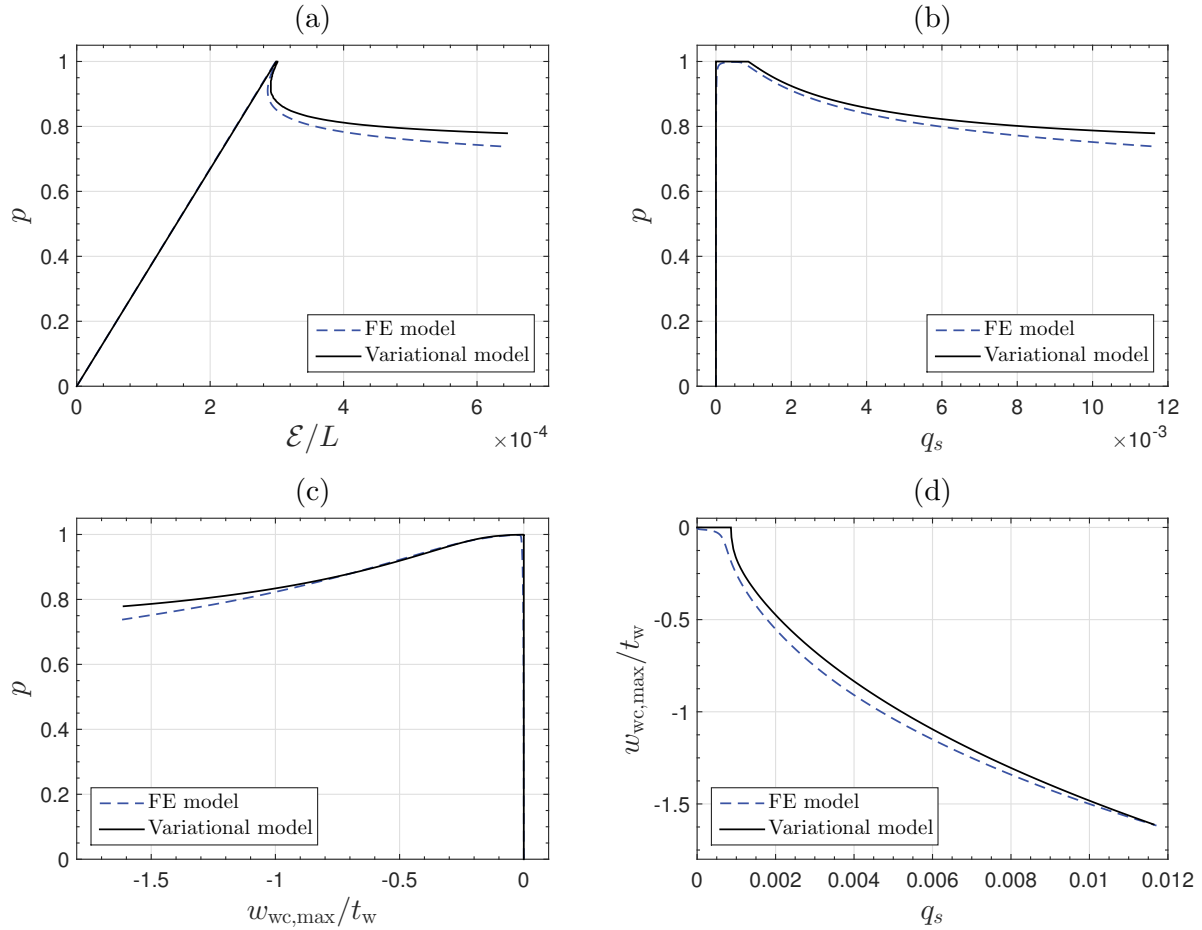 (a)
1
0.8
0.6
0.4
0.2
0
p
FE model
Variational model
0 2 4 6
ℰ/L
×10-4
(b)
1
0.8
0.6
0.4
0.2
0
p
FE model
Variational model
0 2 4 6 8 10 12
q_s
×10-3
(c)
1
0.8
0.6
0.4
0.2
0
p
FE model
Variational model
-1.5 -1 -0.5 0
w_wc,max/t_w
(d)
0
-0.5
-1
-1.5
w_wc,max/t_w
FE model
Variational model
0 0.002 0.004 0.006 0.008 0.01 0.012
q_s